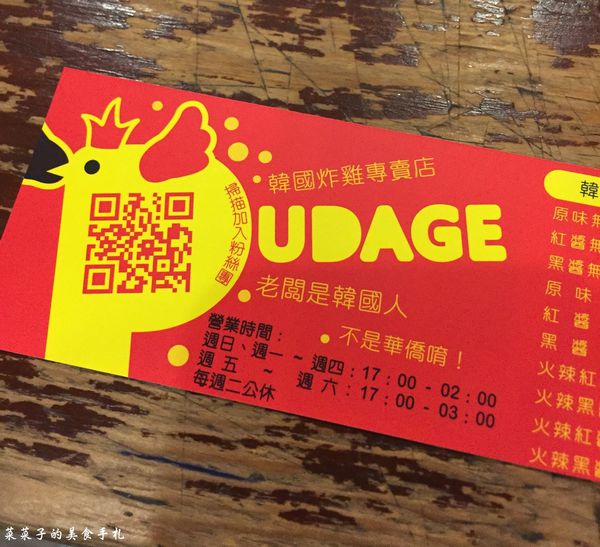 韓國炸雞專賣店
掃描加入粉絲團
PUDAGE
老闆是韓國人
不是華僑唷！
營業時間：
週日、週一 ~ 週四：17：00 - 02：00
週 五 ~ 週 六：17：00 - 03：00
每週二公休
韓
原味無
紅醬無
黑醬無
原 味
紅 醬
黑 醬
火辣紅
火辣黑
火辣紅醬
火辣黑醬
菜菜子的美食手札